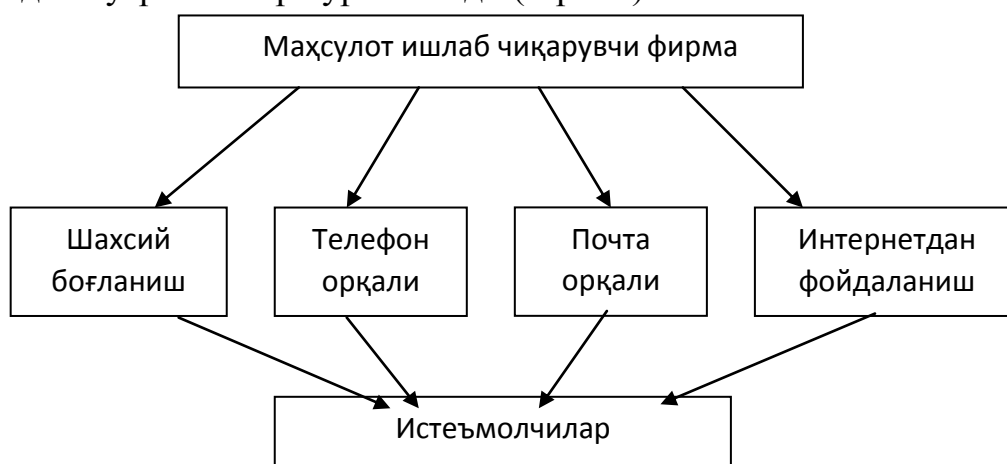 Маҳсулот ишлаб чиқарувчи фирма
Шахсий
боғланиш
Телефон
орқали
Почта
орқали
Интернетдан
фойдаланиш
Истеъмолчилар